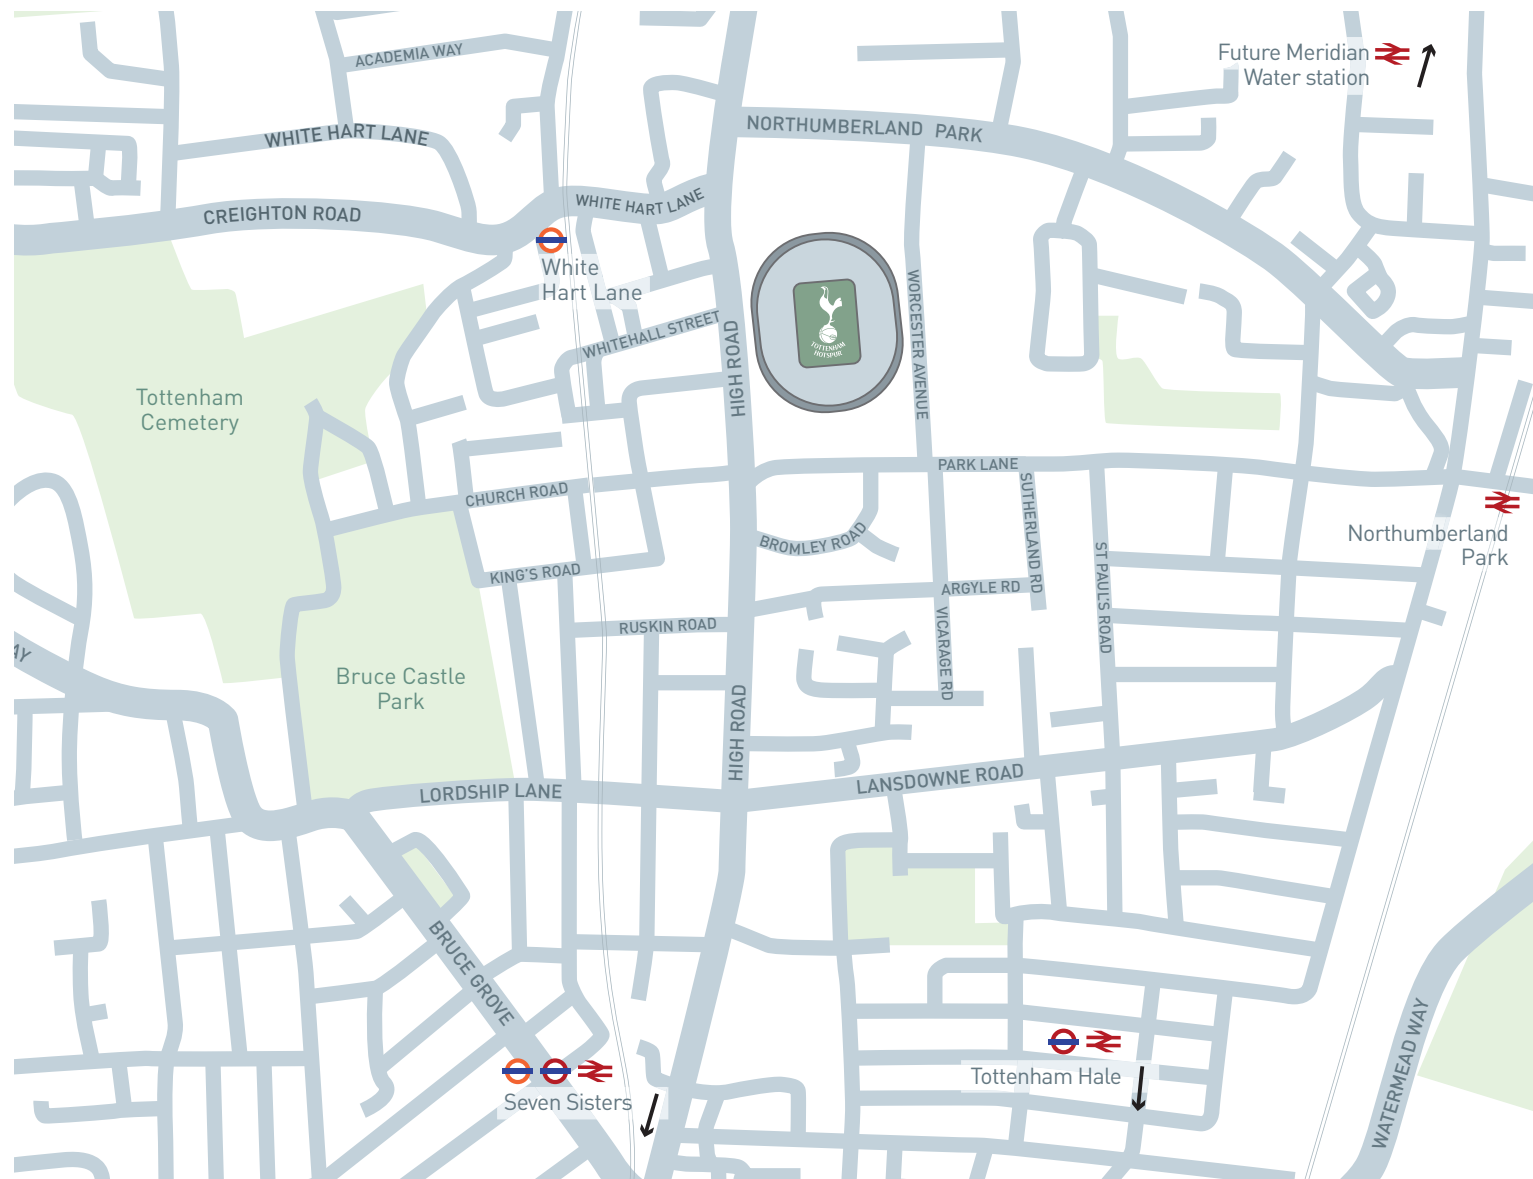 Future Meridian
Water station
ACADEMIA WAY
WHITE HART LANE
NORTHUMBERLAND PARK
CREIGHTON ROAD
WHITE HART LANE
White
Hart Lane
WHITEHALL STREET
HIGH ROAD
TOTTENHAM
HOTSPUR
WORCESTER AVENUE
Tottenham
Cemetery
PARK LANE
CHURCH ROAD
SUTHERLAND RD
BROMLEY ROAD
Northumberland
Park
KING'S ROAD
ARGYLE RD
ST PAUL'S ROAD
RUSKIN ROAD
VICARAGE RD
AY
Bruce Castle
Park
HIGH ROAD
LORDSHIP LANE
LANSDOWNE ROAD
BRUCE GROVE
WATERMEAD WAY
Tottenham Hale
Seven Sisters